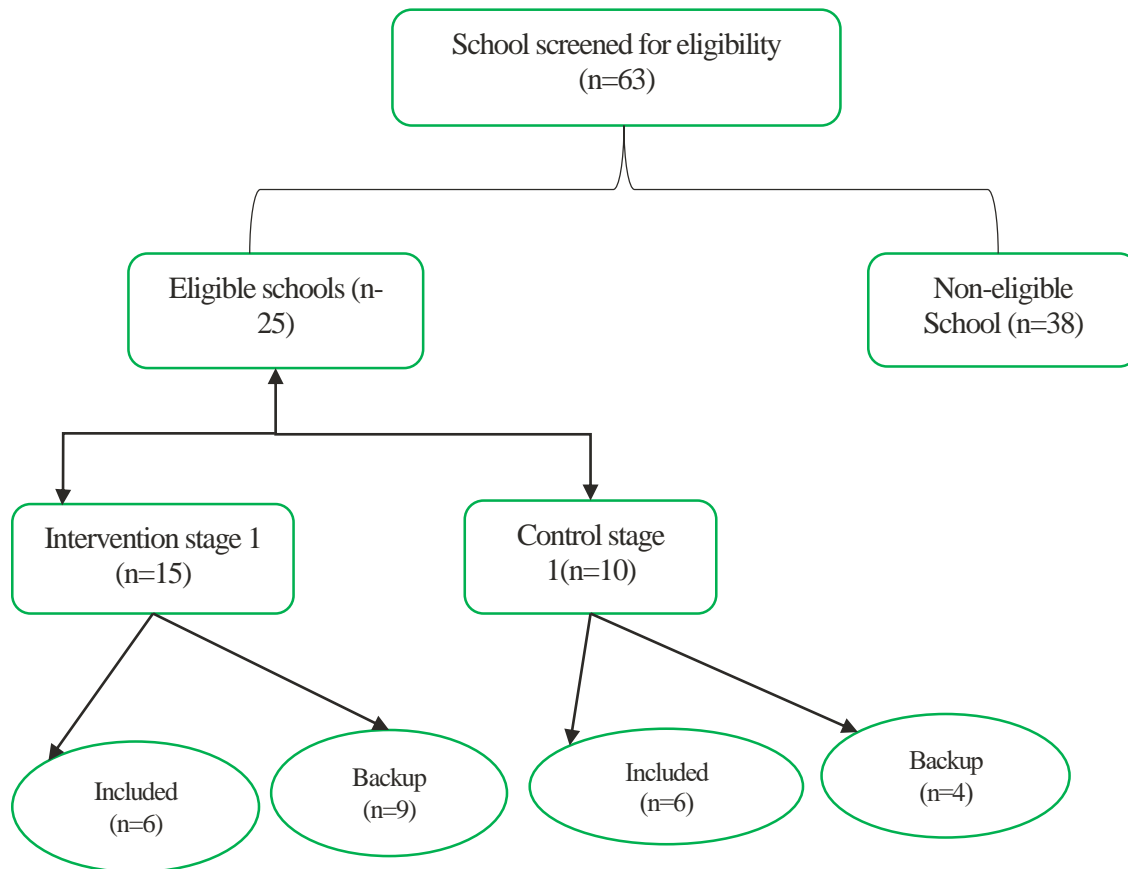 School screened for eligibility
(n=63)
Eligible schools (n-
25)
Non-eligible
School (n=38)
Intervention stage 1
(n=15)
Control stage
1(n=10)
Included
(n=6)
Backup
(n=9)
Included
(n=6)
Backup
(n=4)